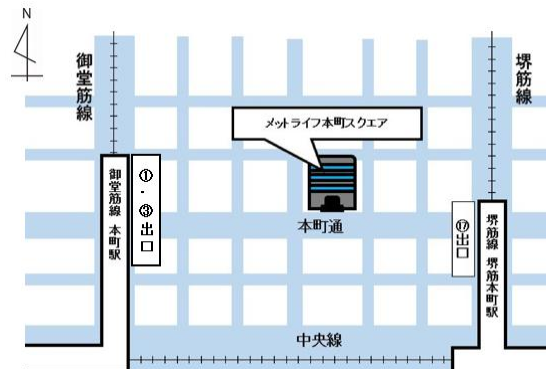 N
御堂筋線
堺筋線
メットライフ本町スクエア
御堂筋線 本町駅
①・③出口
本町通
⑰出口
堺筋線 堺筋本町駅
中央線